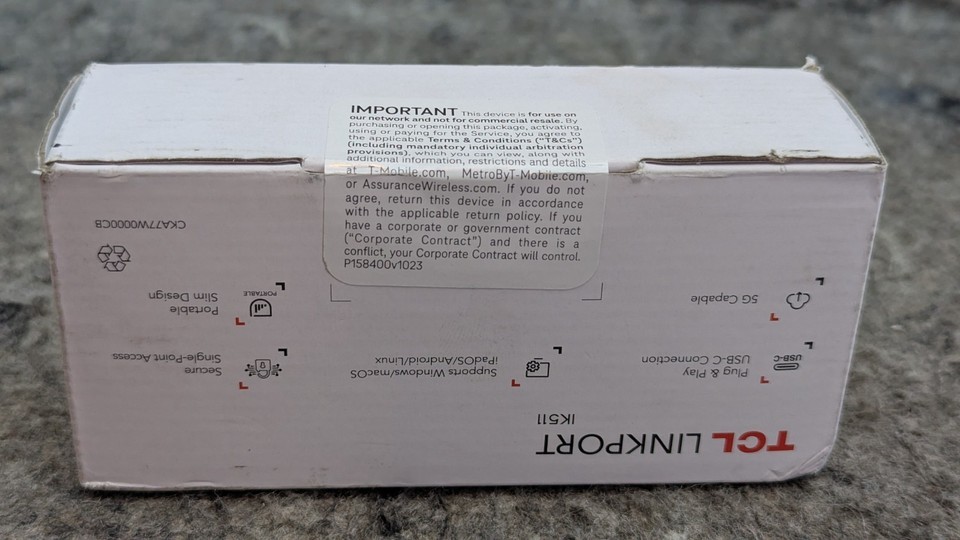 IMPORTANT This device is for use on
our network and not for commercial resale. By
purchasing or opening this package, activating,
using or paying for the Service, you agree to
the applicable Terms & Conditions ("T&Cs")
(including mandatory individual arbitration
provisions), which you can view, along with
additional information, restrictions and details
at T-Mobile.com, MetroByT-Mobile.com,
or AssuranceWireless.com. If you do not
agree, return this device in accordance
with the applicable return policy. If you
have a corporate or government contract
("Corporate Contract") and there is a
conflict, your Corporate Contract will control.
P158400v1023
TCL LINKPORT
IK511
USB-C
Plug & Play
USB-C Connection
Supports Windows/macOS
iPadOS/Android/Linux
Secure
Single-Point Access
5G Capable
PORTABLE
Portable
Slim Design
CKA77W0000CB